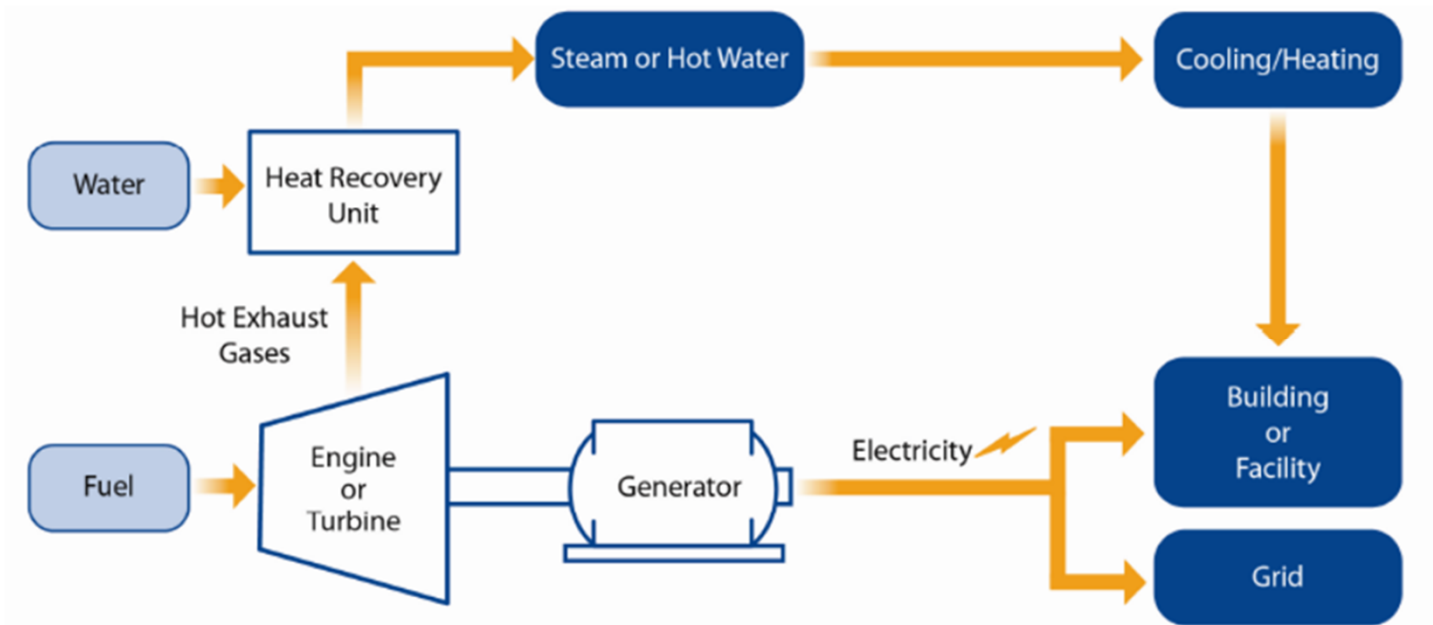 Steam or Hot Water
Cooling/Heating
Water
Heat Recovery
Unit
Hot Exhaust
Gases
Building
or
Facility
Electricity
Engine
or
Turbine
Fuel
Generator
Grid